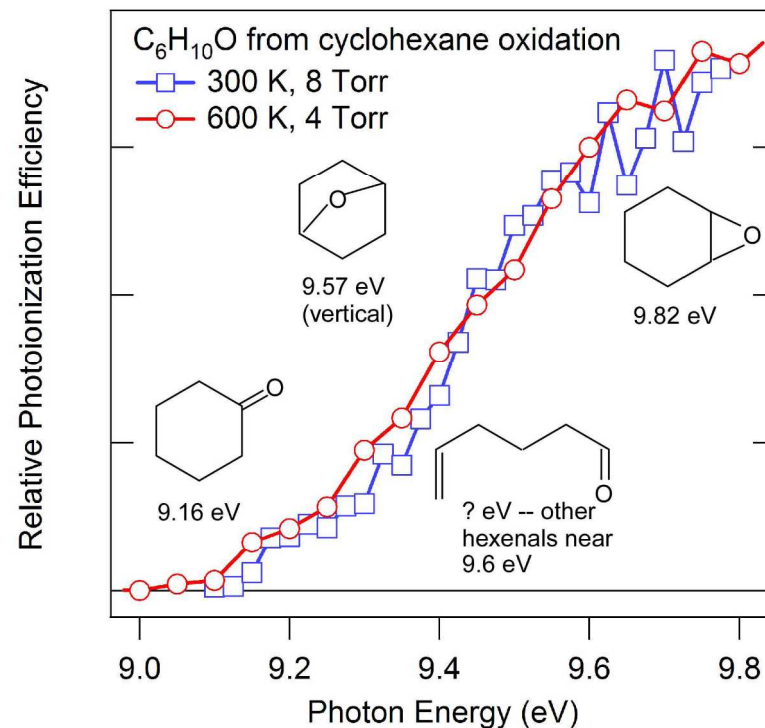 C₆H₁₀O from cyclohexane oxidation
300 K, 8 Torr
600 K, 4 Torr
Relative Photoionization Efficiency
O
9.57 eV
(vertical)
O
9.82 eV
O
9.16 eV
O
? eV -- other
hexenals near
9.6 eV
9.0 9.2 9.4 9.6 9.8
Photon Energy (eV)